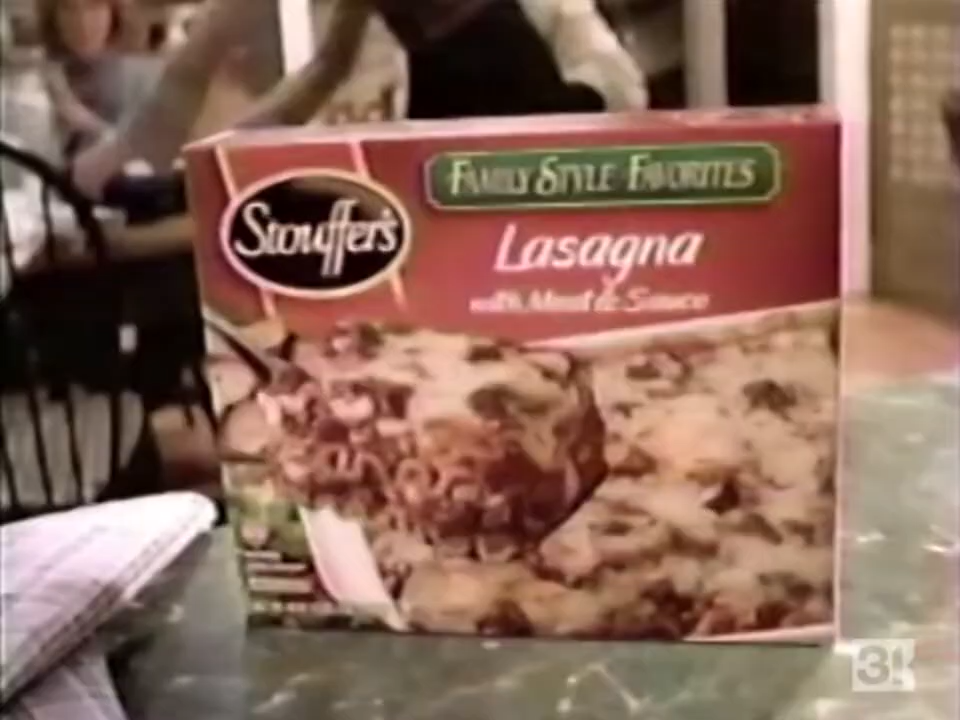 Stouffer's
FAMILY STYLE FAVORITES
Lasagna
with Meat & Sauce
3!